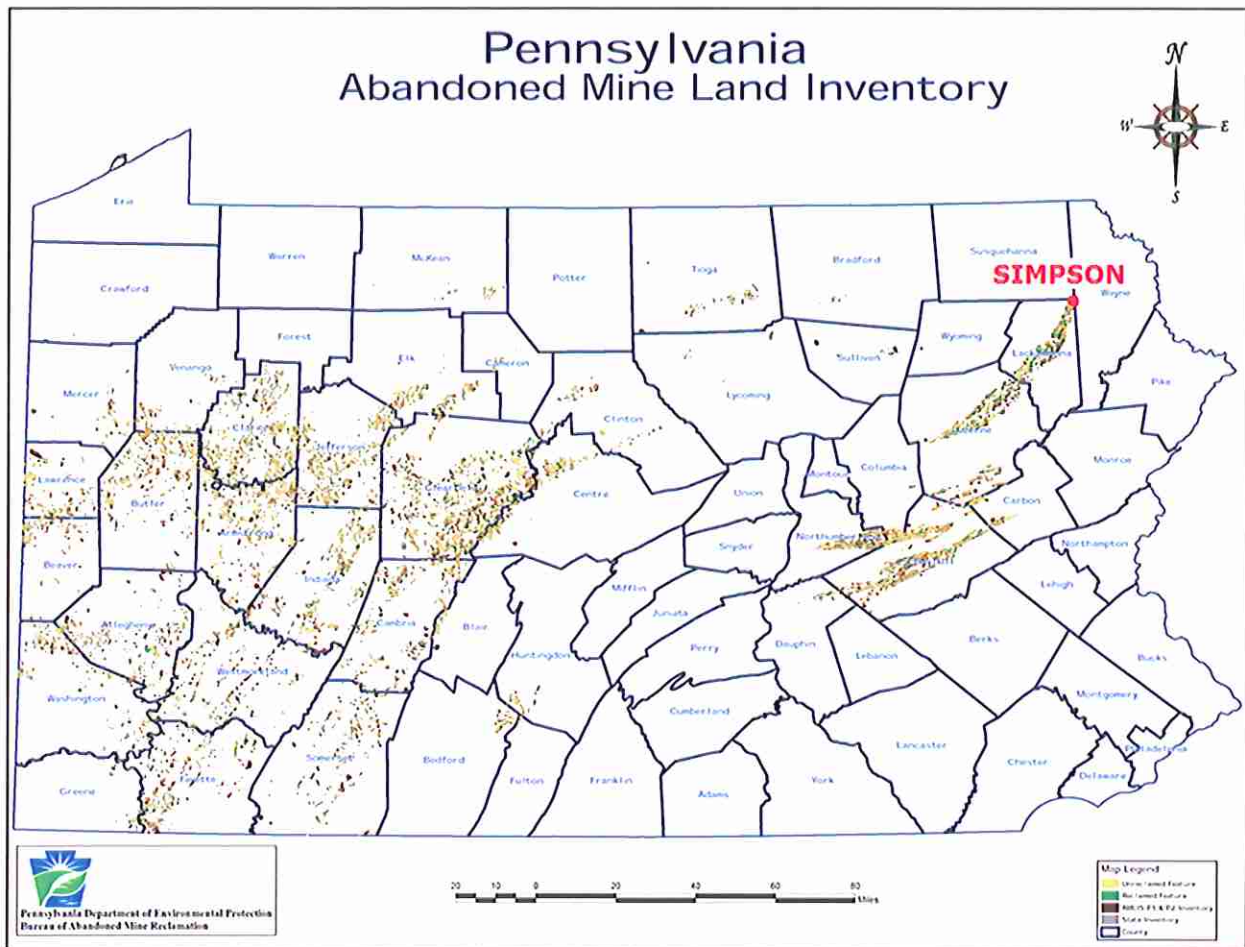 Pennsylvania
Abandoned Mine Land Inventory
N
W
E
S
Erie
Warren
McKean
Potter
Tioga
Bradford
Susquehanna
SIMPSON
Wayne
Crawford
Forest
Elk
Cameron
Sullivan
Wyoming
Lackawanna
Pike
Mercer
Venango
Clarion
Jefferson
Clinton
Lycoming
Luzerne
Monroe
Lawrence
Butler
Clearfield
Centre
Union
Montour
Columbia
Carbon
Armstrong
Snyder
Northumberland
Northampton
Beaver
Indiana
Mifflin
Schuylkill
Lehigh
Allegheny
Cambria
Blair
Juniata
Huntingdon
Perry
Dauphin
Lebanon
Berks
Bucks
Westmoreland
Washington
Cumberland
Montgomery
Somerset
Bedford
Lancaster
Philadelphia
Greene
Fayette
Fulton
Franklin
Adams
York
Chester
Delaware
Pennsylvania Department of Environmental Protection
Bureau of Abandoned Mine Reclamation
20 10 0 20 40 60 80
Miles
Map Legend
Unreclaimed Feature
Reclaimed Feature
AMLIS P1 & P2 Inventory
State Inventory
County